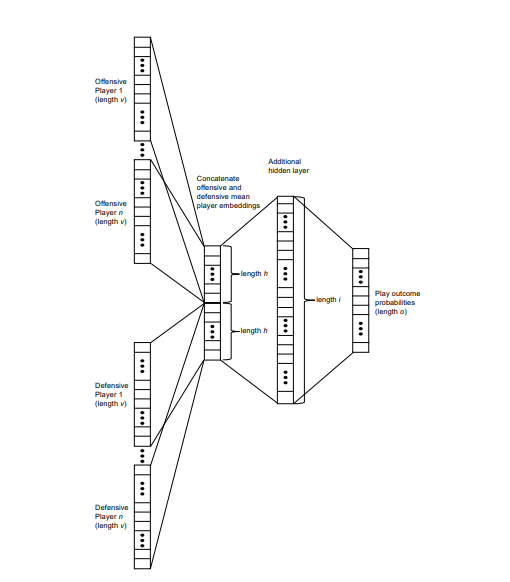 Offensive
Player 1
(length v)
Offensive
Player n
(length v)
Concatenate
offensive and
defensive mean
player embeddings
Additional
hidden layer
length h
length h
length i
Play outcome
probabilities
(length o)
Defensive
Player 1
(length v)
Defensive
Player n
(length v)